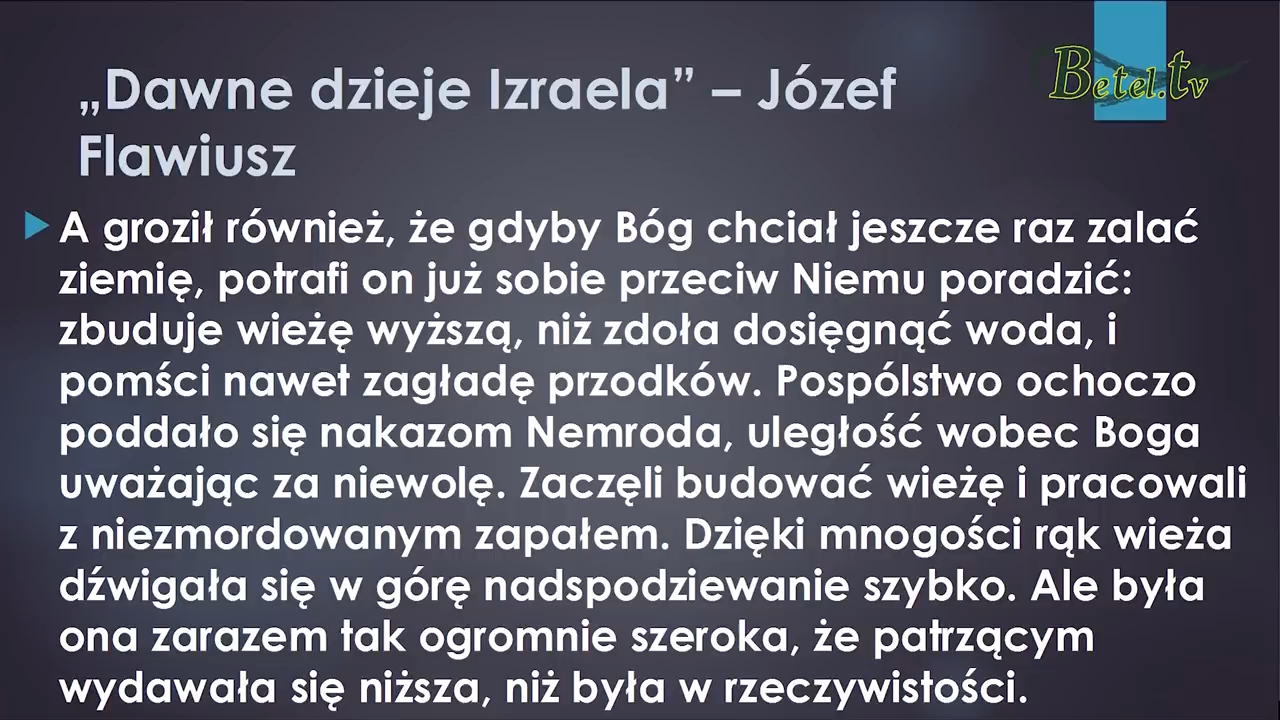 „Dawne dzieje Izraela” – Józef
Flawiusz
Betel.tv
A groził również, że gdyby Bóg chciał jeszcze raz zalać
ziemię, potrafi on już sobie przeciw Niemu poradzić:
zbuduje wieżę wyższą, niż zdoła dosięgnąć woda, i
pomści nawet zagładę przodków. Pospólstwo ochoczo
poddało się nakazom Nemroda, uległość wobec Boga
uważając za niewolę. Zaczęli budować wieżę i pracowali
z niezmordowanym zapałem. Dzięki mnogości rąk wieża
dźwigała się w górę nadspodziewanie szybko. Ale była
ona zarazem tak ogromnie szeroka, że patrzącym
wydawała się niższa, niż była w rzeczywistości.